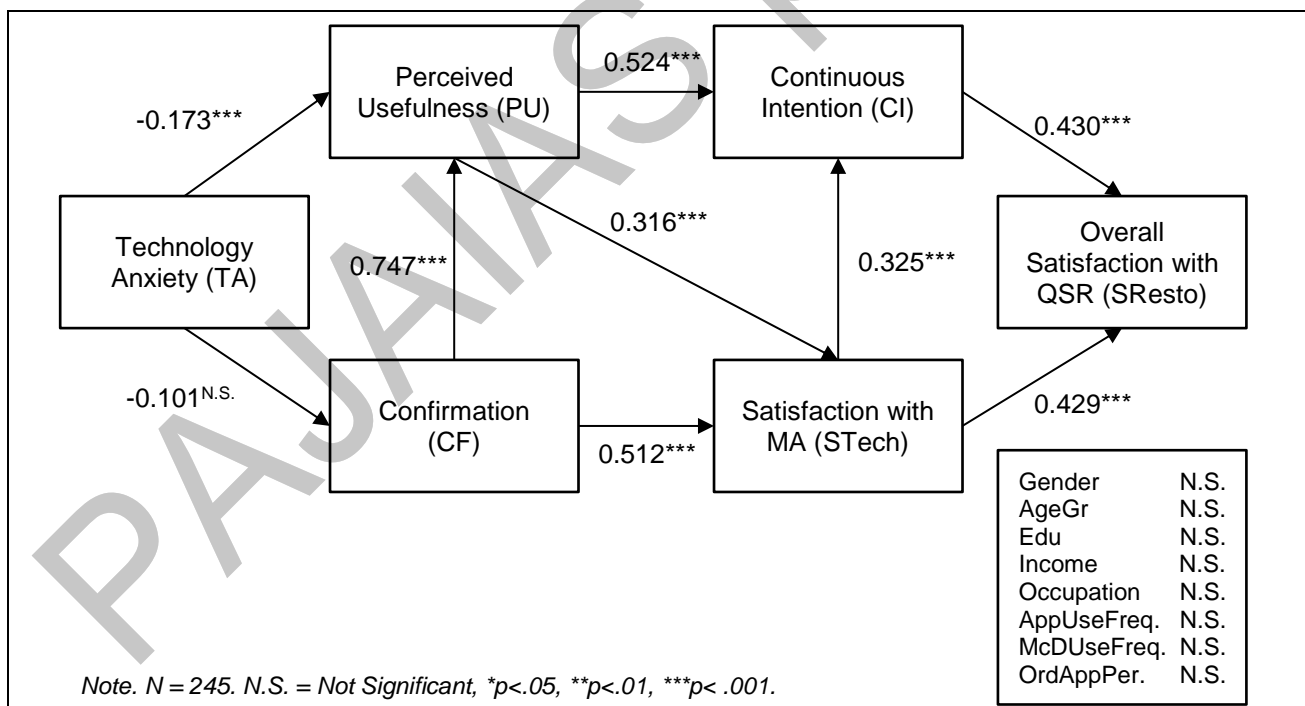 PAJAIAS
Perceived
Usefulness (PU)
0.524***
Continuous
Intention (CI)
-0.173***
0.430***
Technology
Anxiety (TA)
0.316***
0.747***
0.325***
Overall
Satisfaction with
QSR (SResto)
-0.101N.S.
Confirmation
(CF)
0.512***
Satisfaction with
MA (STech)
0.429***
Gender N.S.
AgeGr N.S.
Edu N.S.
Income N.S.
Occupation N.S.
AppUseFreq. N.S.
McDUseFreq. N.S.
OrdAppPer. N.S.
Note. N = 245. N.S. = Not Significant, *p<.05, **p<.01, ***p< .001.